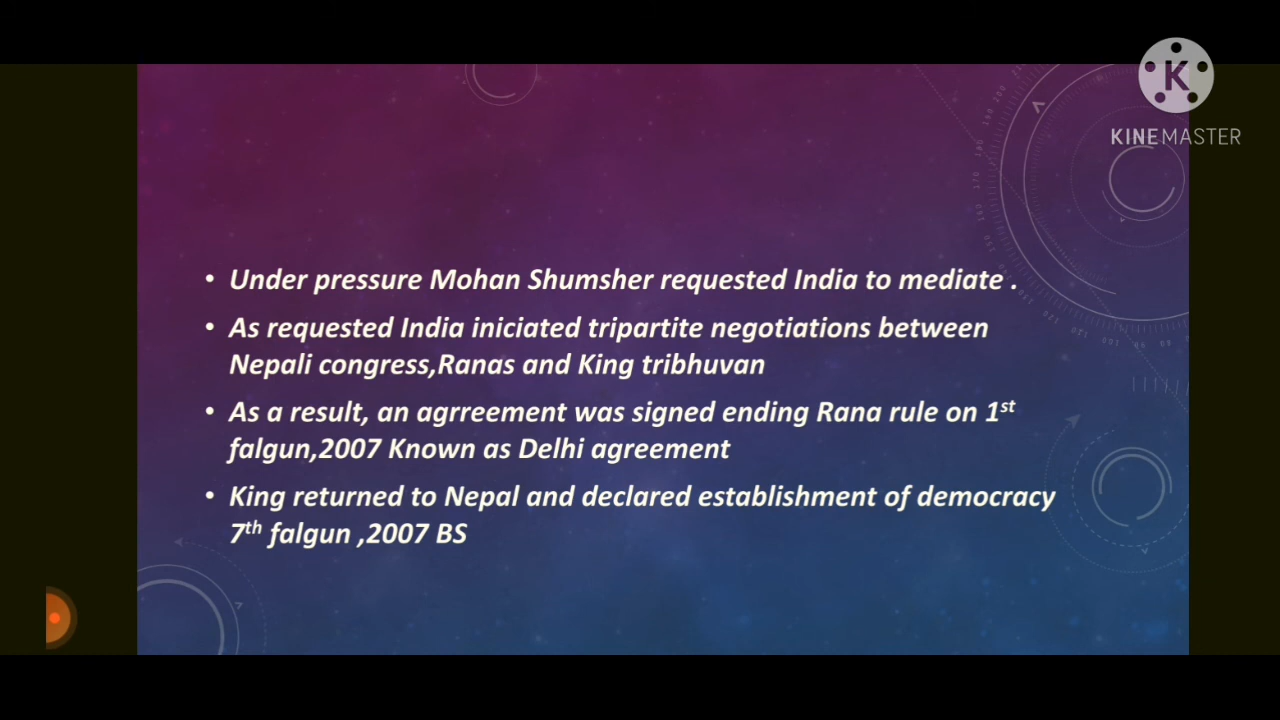 K
KINEMASTER
• Under pressure Mohan Shumsher requested India to mediate .
• As requested India iniciated tripartite negotiations between
Nepali congress,Ranas and King tribhuvan
• As a result, an agrreement was signed ending Rana rule on 1st
falgun,2007 Known as Delhi agreement
• King returned to Nepal and declared establishment of democracy
7th falgun ,2007 BS